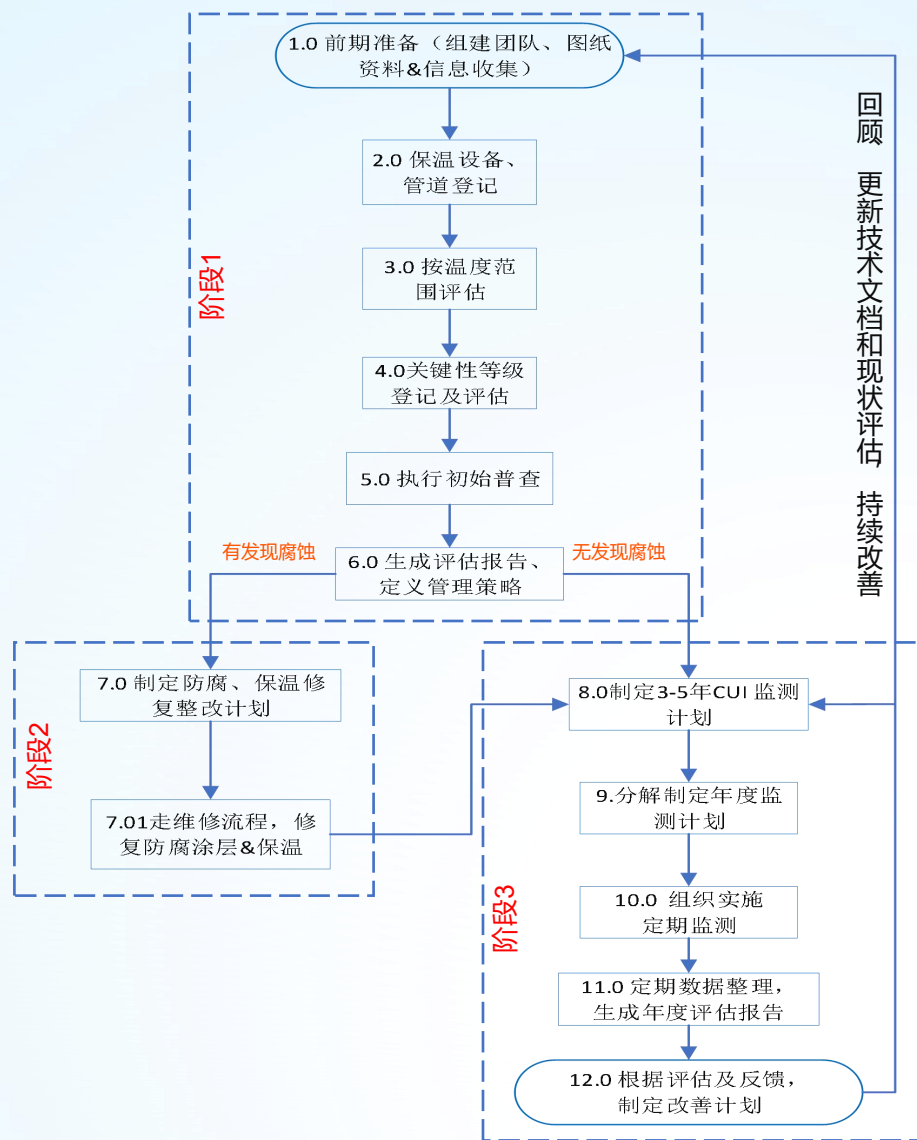 1.0 前期准备（组建团队、图纸
资料&信息收集）
2.0 保温设备、
管道登记
3.0 按温度范
围评估
4.0关键性等级
登记及评估
5.0 执行初始普查
有发现腐蚀
无发现腐蚀
6.0 生成评估报告、
定义管理策略
阶段1
7.0 制定防腐、保温修
复整改计划
7.01走维修流程，修
复防腐涂层&保温
阶段2
8.0制定3-5年CUI 监测
计划
9.分解制定年度监
测计划
10.0 组织实施
定期监测
11.0 定期数据整理，
生成年度评估报告
12.0 根据评估及反馈，
制定改善计划
阶段3
回顾、更新技术文档和现状评估，持续改善